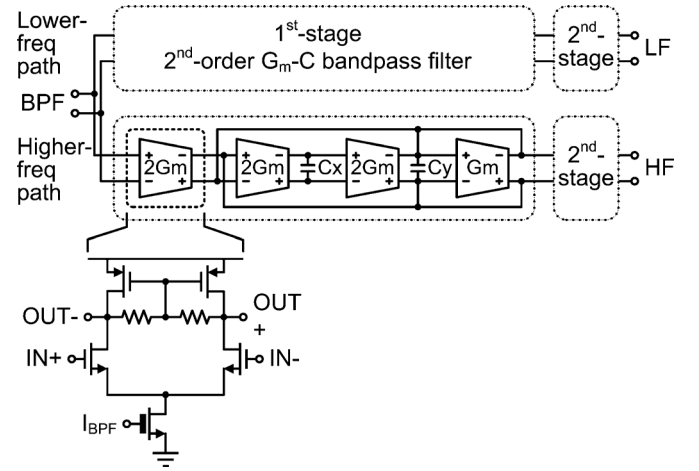 Lower-
freq
path
1st-stage
2nd-order Gm-C bandpass filter
2nd-
stage
LF
BPF
Higher-
freq
path
+ − 2Gm − +
+ − 2Gm − +
Cx
+ − 2Gm − +
Cy
+ − Gm − +
2nd-
stage
HF
OUT-
OUT
+
IN+
IN-
IBPF